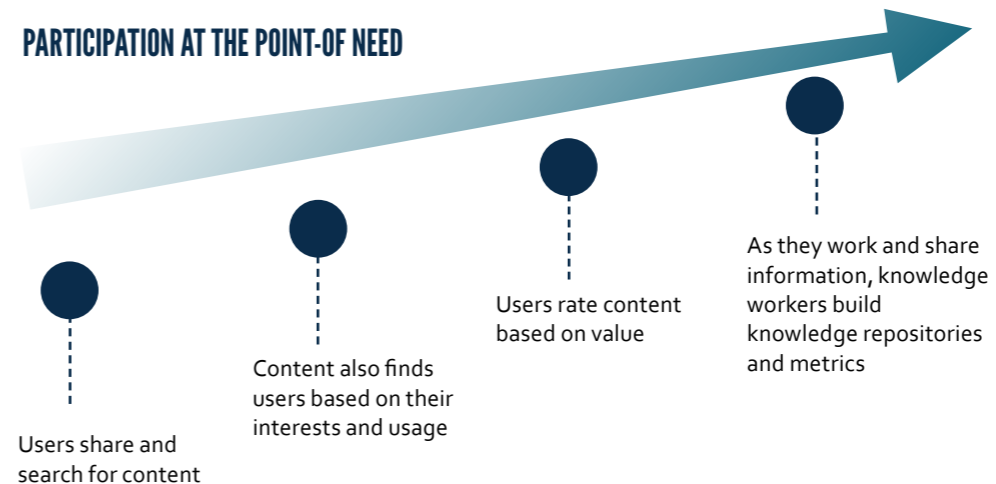 PARTICIPATION AT THE POINT-OF NEED
Users share and
search for content
Content also finds
users based on their
interests and usage
Users rate content
based on value
As they work and share
information, knowledge
workers build
knowledge repositories
and metrics